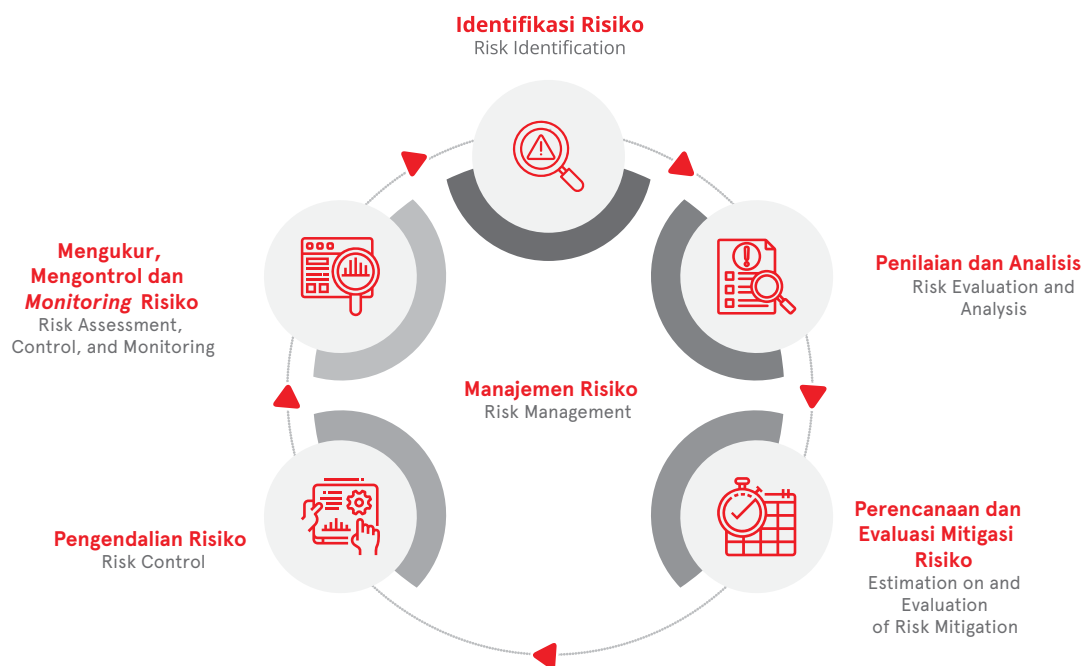 Identifikasi Risiko
Risk Identification
Penilaian dan Analisis
Risk Evaluation and
Analysis
Perencanaan dan
Evaluasi Mitigasi
Risiko
Estimation on and
Evaluation
of Risk Mitigation
Pengendalian Risiko
Risk Control
Mengukur,
Mengontrol dan
Monitoring Risiko
Risk Assessment,
Control, and Monitoring
Manajemen Risiko
Risk Management